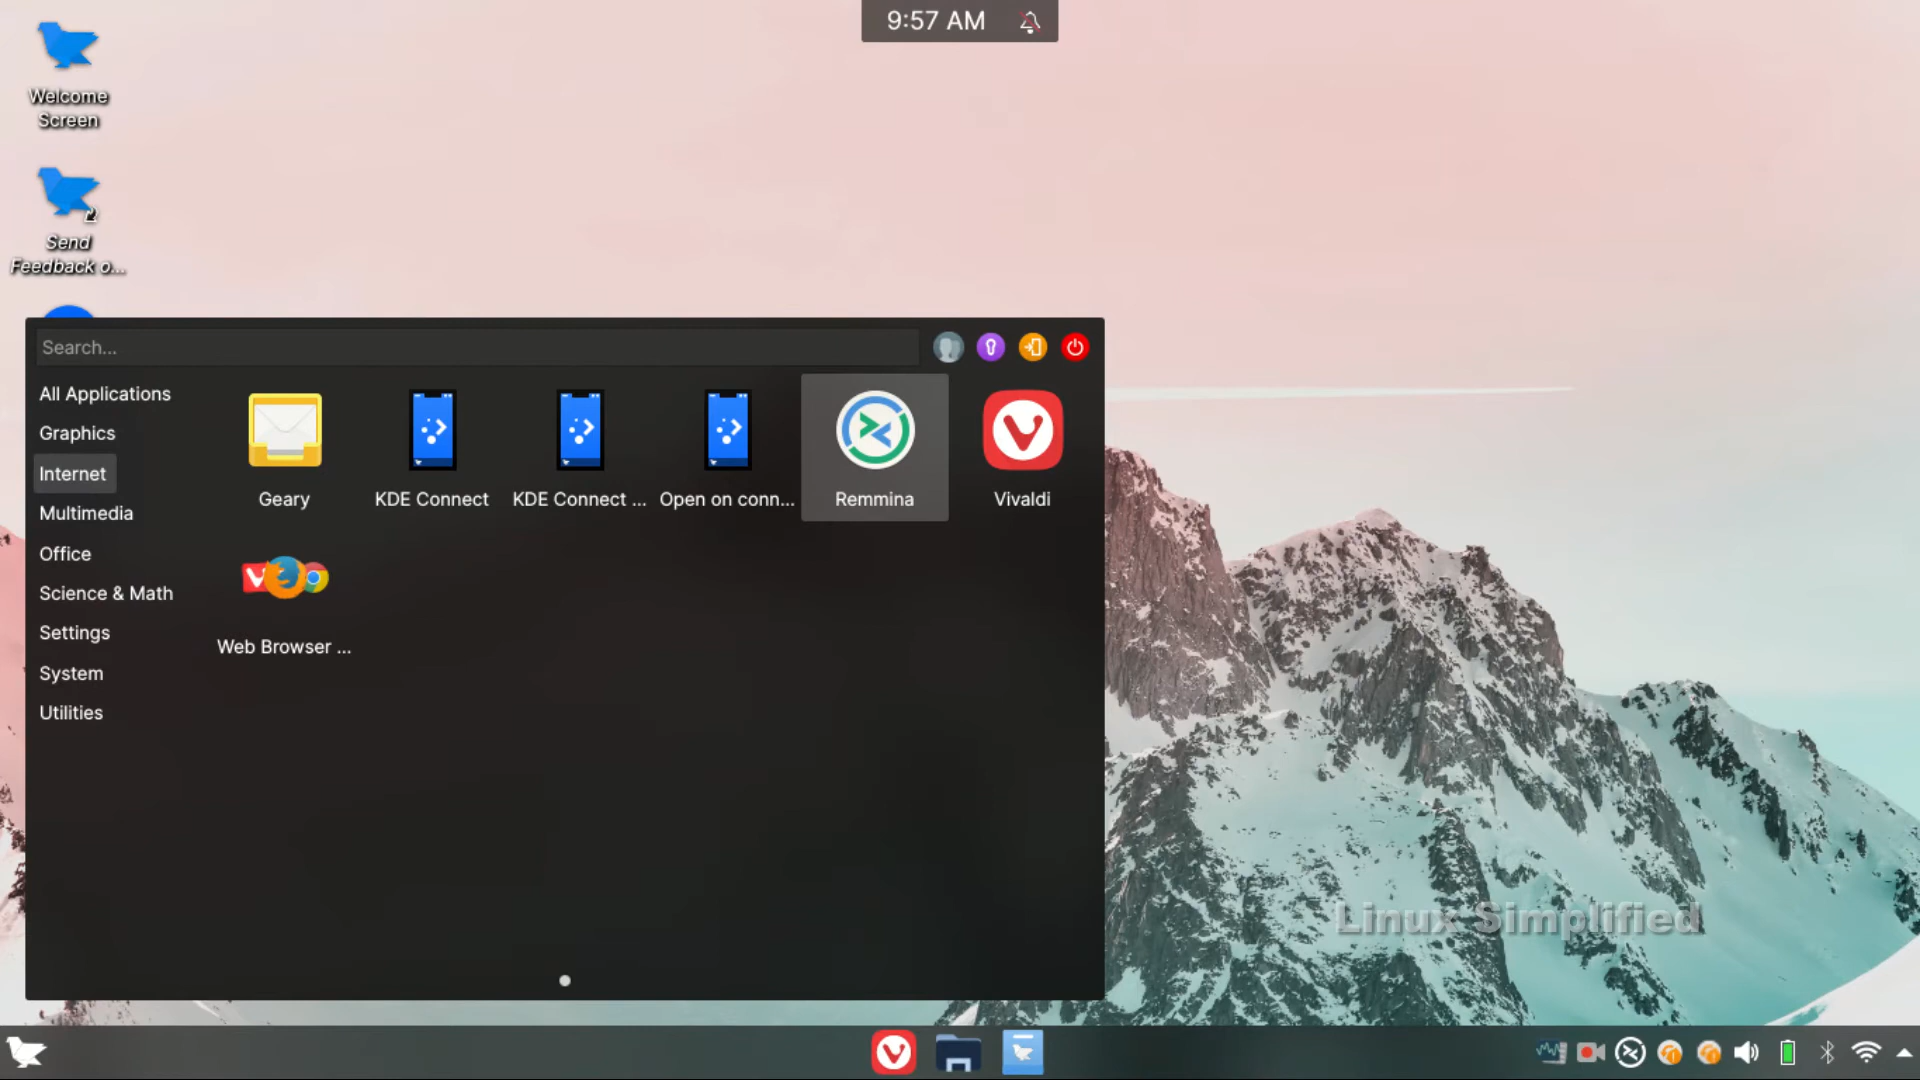 9:57 AM
Welcome
Screen
Send
Feedback o...
Search...
All Applications
Graphics
Internet
Multimedia
Office
Science & Math
Settings
System
Utilities
Geary
KDE Connect
KDE Connect ...
Open on conn...
Remmina
Vivaldi
Web Browser ...
Linux Simplified